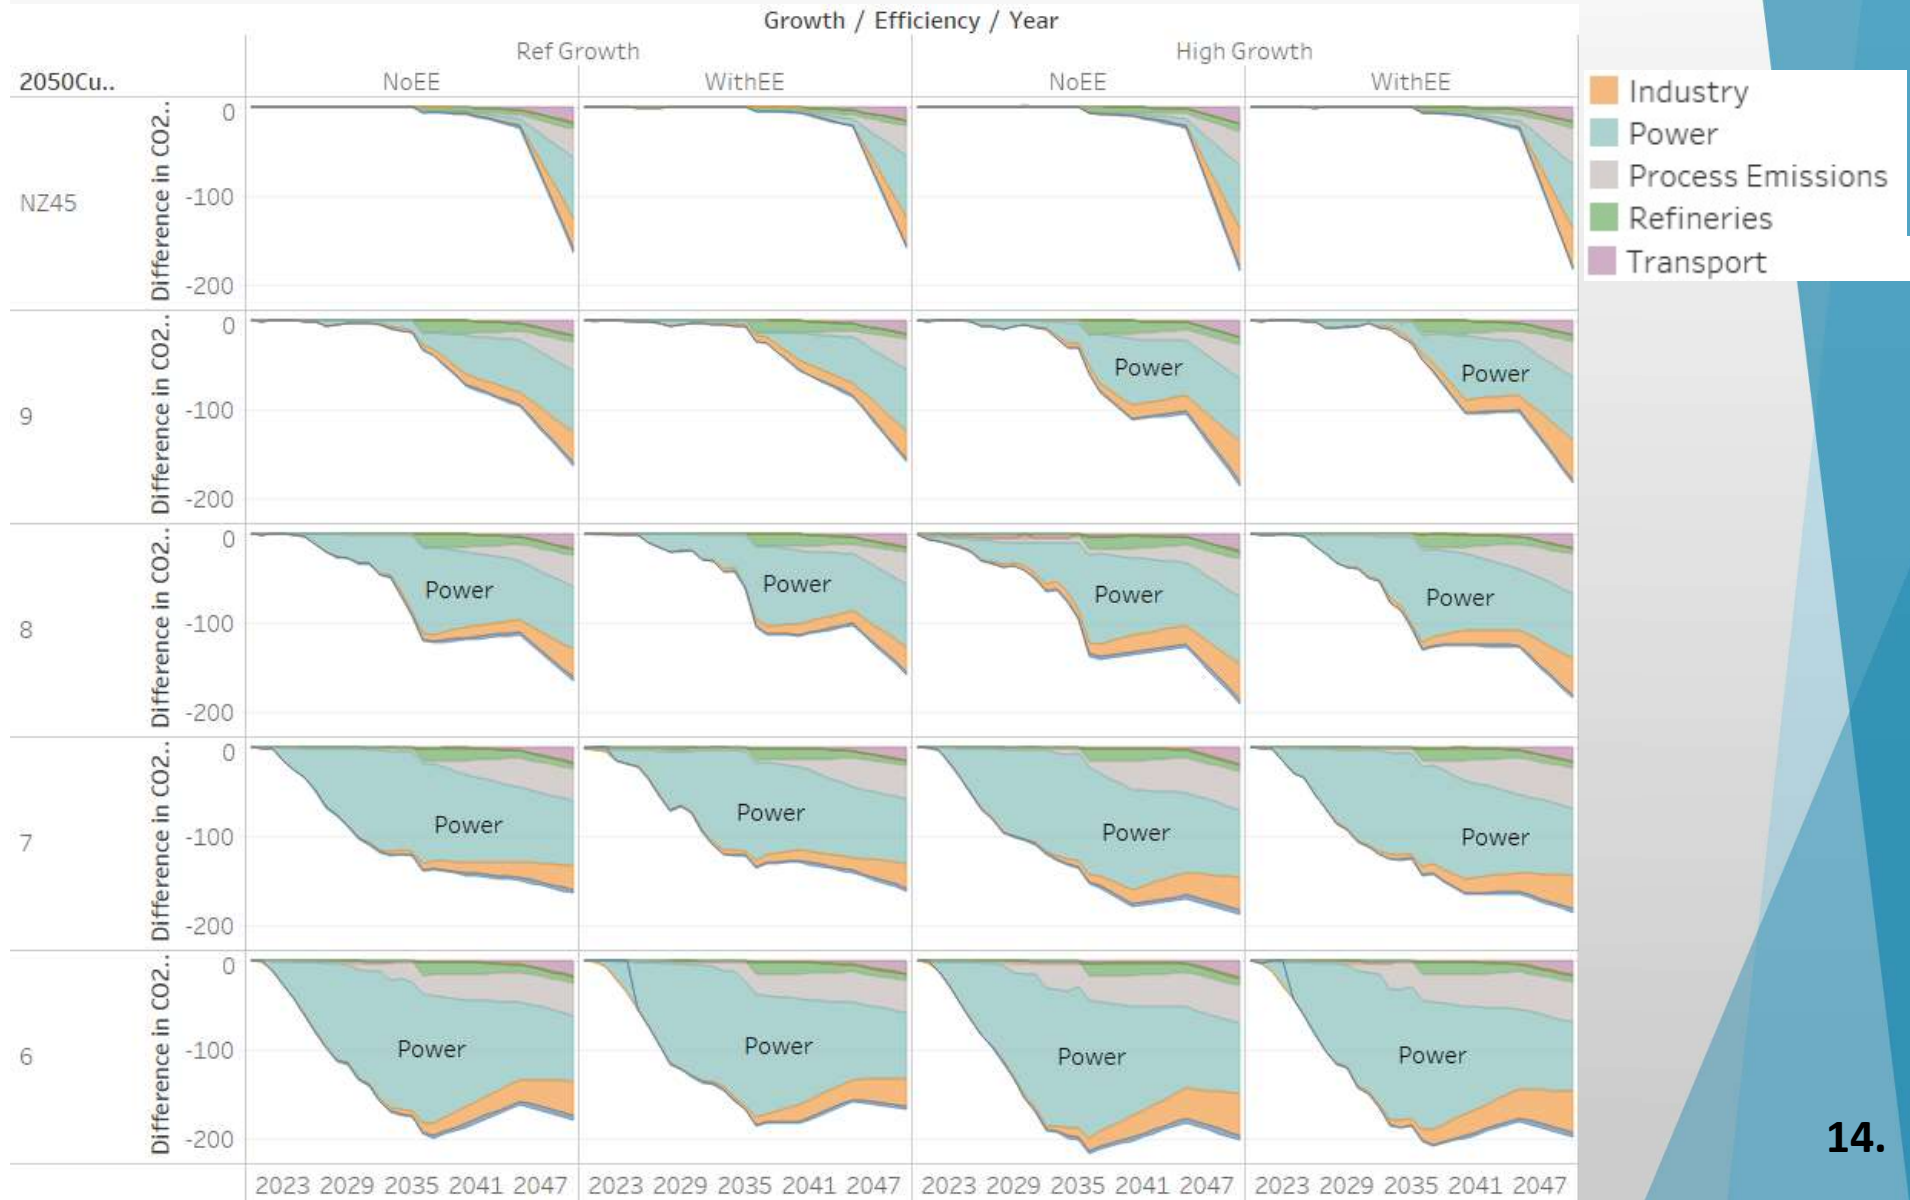 Growth / Efficiency / Year
Ref Growth High Growth
2050Cu.. NoEE WithEE NoEE WithEE
Industry
Power
Process Emissions
Refineries
Transport
NZ45
Difference in CO2..
0
-100
-200
9
Difference in CO2..
0
-100
-200
Power
Power
8
Difference in CO2..
0
-100
-200
Power
Power
Power
Power
7
Difference in CO2..
0
-100
-200
Power
Power
Power
Power
6
Difference in CO2..
0
-100
-200
Power
Power
Power
Power
2023 2029 2035 2041 2047 2023 2029 2035 2041 2047 2023 2029 2035 2041 2047 2023 2029 2035 2041 2047
14.